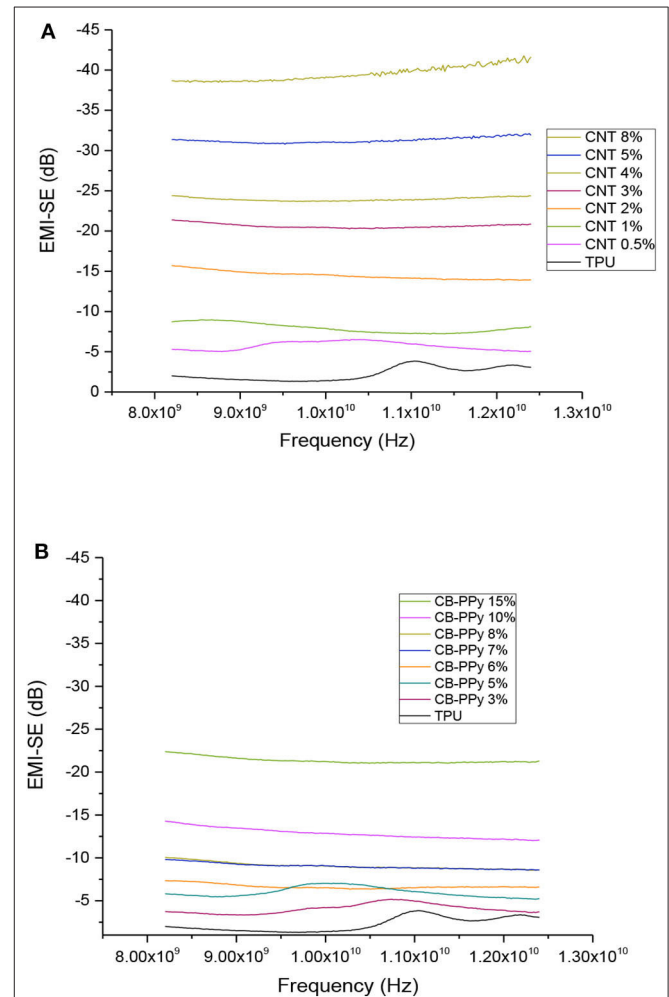 A
-45
-40
-35
-30
-25
-20
-15
-10
-5
0
EMI-SE (dB)
8.0x10⁹ 9.0x10⁹ 1.0x10¹⁰ 1.1x10¹⁰ 1.2x10¹⁰ 1.3x10¹⁰
Frequency (Hz)
CNT 8%
CNT 5%
CNT 4%
CNT 3%
CNT 2%
CNT 1%
CNT 0.5%
TPU
B
-45
-40
-35
-30
-25
-20
-15
-10
-5
EMI-SE (dB)
8.00x10⁹ 9.00x10⁹ 1.00x10¹⁰ 1.10x10¹⁰ 1.20x10¹⁰ 1.30x10¹⁰
Frequency (Hz)
CB-PPy 15%
CB-PPy 10%
CB-PPy 8%
CB-PPy 7%
CB-PPy 6%
CB-PPy 5%
CB-PPy 3%
TPU